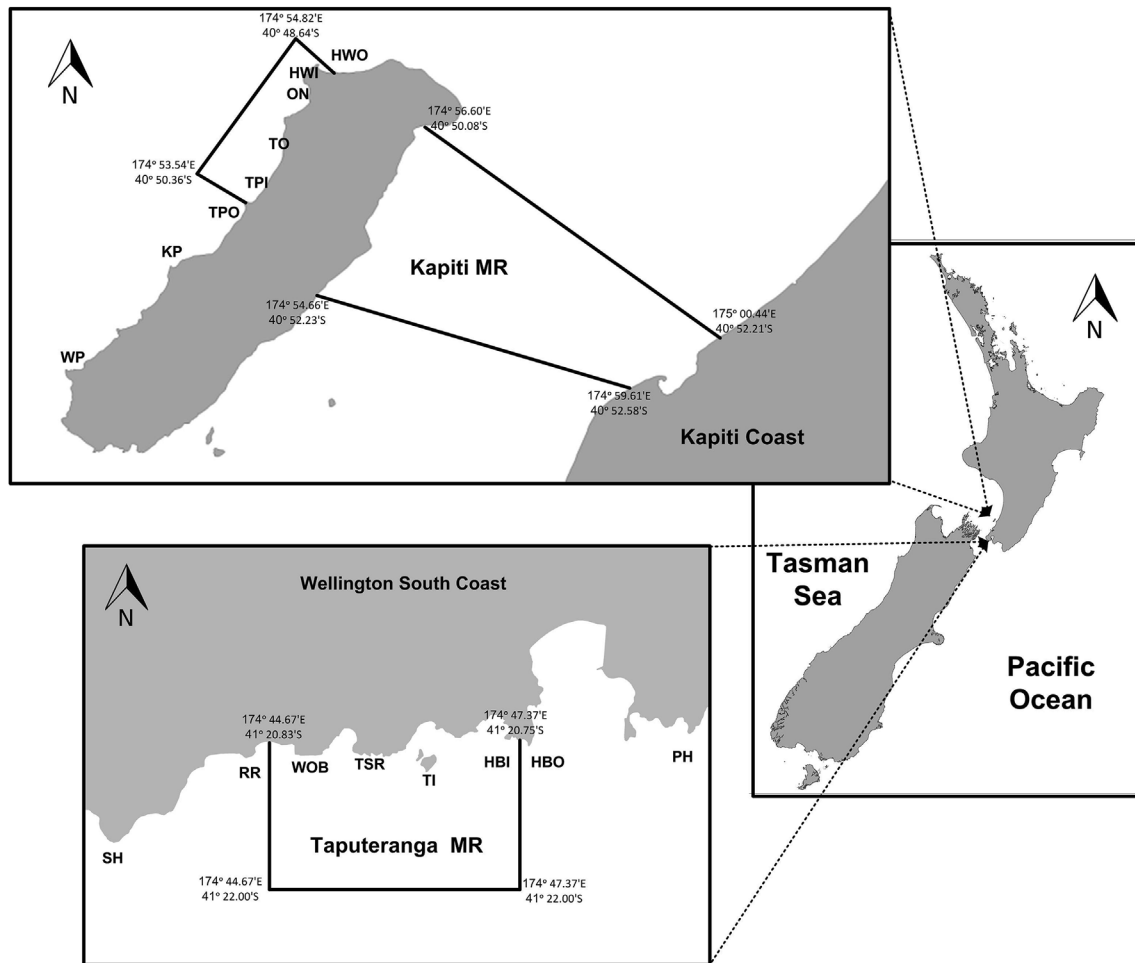 174° 54.82'E
40° 48.64'S
HWO
N
HWI
ON
174° 56.60'E
40° 50.08'S
TO
174° 53.54'E
40° 50.36'S
TPI
TPO
KP
Kapiti MR
174° 54.66'E
40° 52.23'S
175° 00.44'E
40° 52.21'S
WP
174° 59.61'E
40° 52.58'S
Kapiti Coast
N
Tasman
Sea
Pacific
Ocean
Wellington South Coast
N
174° 44.67'E
41° 20.83'S
174° 47.37'E
41° 20.75'S
RR
WOB
TSR
TI
HBI
HBO
PH
SH
Taputeranga MR
174° 44.67'E
41° 22.00'S
174° 47.37'E
41° 22.00'S